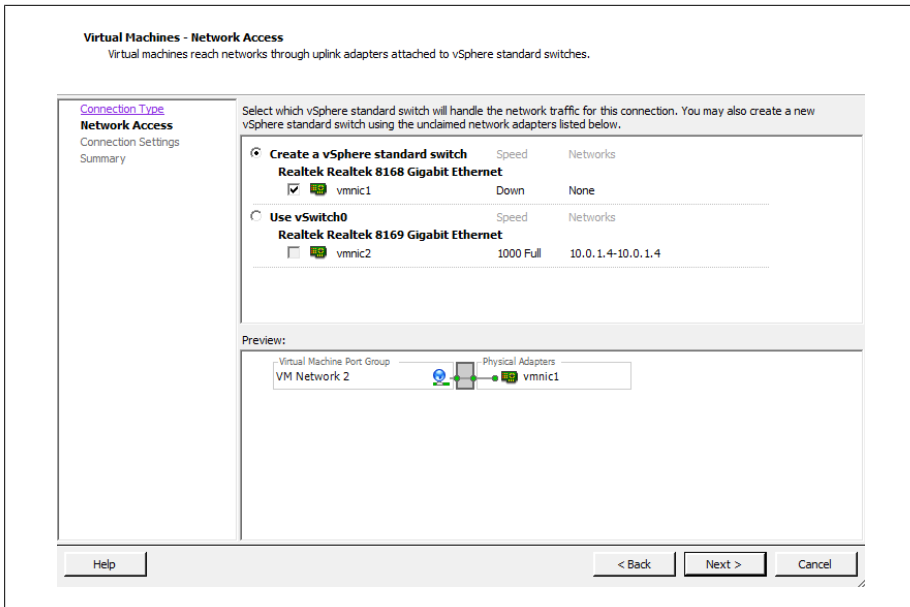 Virtual Machines - Network Access
Virtual machines reach networks through uplink adapters attached to vSphere standard switches.
Connection Type
Network Access
Connection Settings
Summary
Select which vSphere standard switch will handle the network traffic for this connection. You may also create a new
vSphere standard switch using the unclaimed network adapters listed below.
Create a vSphere standard switch Speed Networks
Realtek Realtek 8168 Gigabit Ethernet
vmnic1 Down None
Use vSwitch0 Speed Networks
Realtek Realtek 8169 Gigabit Ethernet
vmnic2 1000 Full 10.0.1.4-10.0.1.4
Preview:
Virtual Machine Port Group Physical Adapters
VM Network 2 vmnic1
Help < Back Next > Cancel